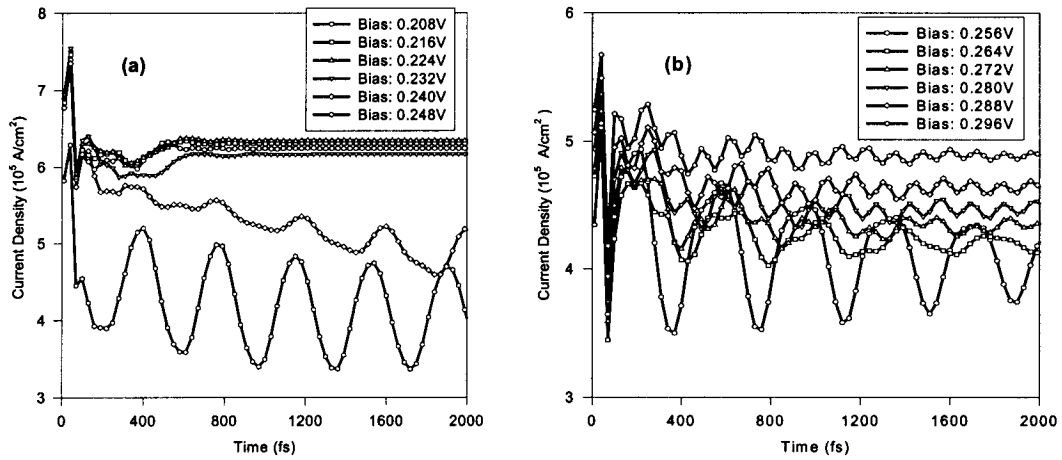 (a)
Bias: 0.208V
Bias: 0.216V
Bias: 0.224V
Bias: 0.232V
Bias: 0.240V
Bias: 0.248V
8
7
6
5
4
3
Current Density (10⁵ A/cm²)
0
400
800
1200
1600
2000
Time (fs)
(b)
Bias: 0.256V
Bias: 0.264V
Bias: 0.272V
Bias: 0.280V
Bias: 0.288V
Bias: 0.296V
6
5
4
3
Current Density (10⁵ A/cm²)
0
400
800
1200
1600
2000
Time (fs)